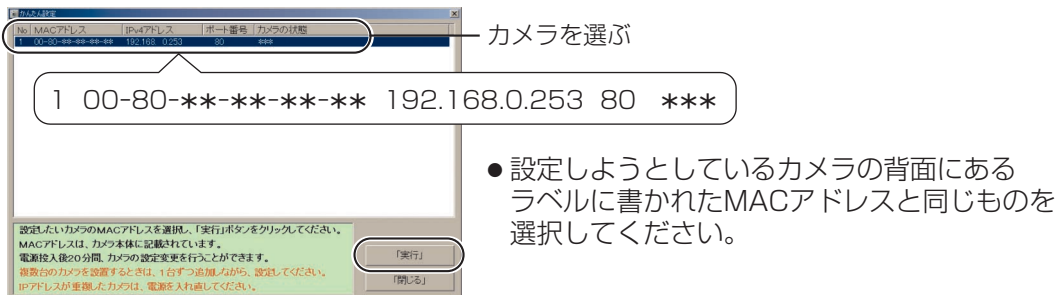 かんたん設定
No MACアドレス IPv4アドレス ポート番号 カメラの状態
1 00-80-**-**-**-** 192.168. 0.253 80 ***
カメラを選ぶ
1 00-80-**-**-**-** 192.168.0.253 80 ***
●設定しようとしているカメラの背面にある
ラベルに書かれたMACアドレスと同じものを
選択してください。
設定したいカメラのMACアドレスを選択し、「実行」ボタンをクリックしてください。
MACアドレスは、カメラ本体に記載されています。
電源投入後20分間、カメラの設定変更を行うことができます。
複数台のカメラを設置するときは、1台ずつ追加しながら、設定してください。
IPアドレスが重複したカメラは、電源を入れ直してください。
「実行」
「閉じる」